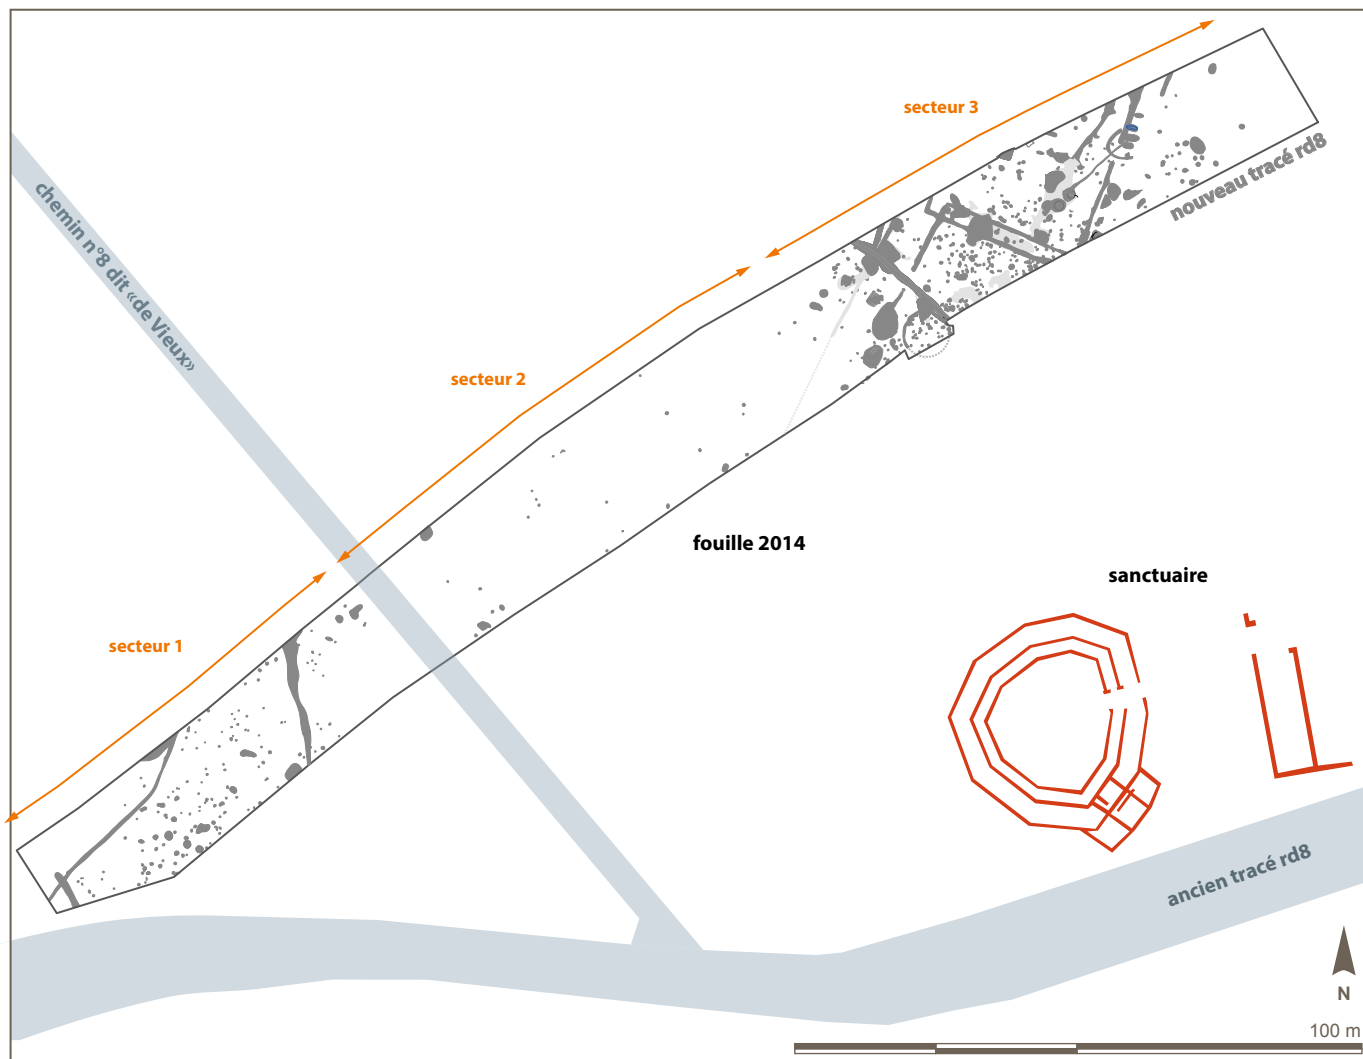 secteur 3
nouveau tracé rd8
chemin n°8 dit «de Vieux»
secteur 2
fouille 2014
sanctuaire
secteur 1
ancien tracé rd8
N
100 m